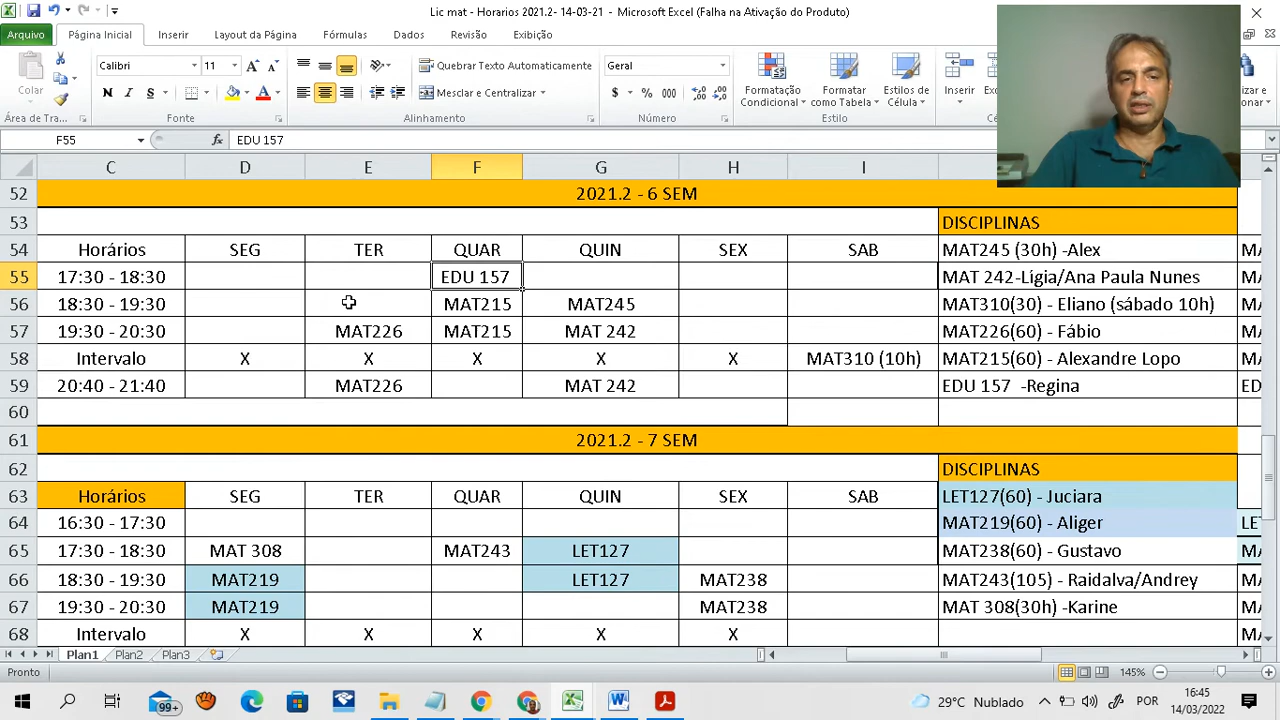 Lic mat - Horarios 2021.2- 14-03-21 - Microsoft Excel (Falha na Ativação do Produto)
Arquivo Página Inicial Inserir Layout da Página Fórmulas Dados Revisão Exibição
Colar
Calibri 11
N I S
Quebrar Texto Automaticamente
Mesclar e Centralizar
Geral
$ % 000
Formatação Condicional
Formatar como Tabela
Estilos de Célula
Inserir
Área de Tra... Fonte Alinhamento Número Estilo
F55 fx EDU 157
C D E F G H I
52 2021.2 - 6 SEM
53 DISCIPLINAS
54 Horários SEG TER QUAR QUIN SEX SAB MAT245 (30h) -Alex
55 17:30 - 18:30 EDU 157 MAT 242-Lígia/Ana Paula Nunes
56 18:30 - 19:30 MAT215 MAT245 MAT310(30) - Eliano (sábado 10h)
57 19:30 - 20:30 MAT226 MAT215 MAT 242 MAT226(60) - Fábio
58 Intervalo X X X X X MAT310 (10h) MAT215(60) - Alexandre Lopo
59 20:40 - 21:40 MAT226 MAT 242 EDU 157 -Regina
60
61 2021.2 - 7 SEM
62 DISCIPLINAS
63 Horários SEG TER QUAR QUIN SEX SAB LET127(60) - Juciara
64 16:30 - 17:30 MAT219(60) - Aliger
65 17:30 - 18:30 MAT 308 MAT243 LET127 MAT238(60) - Gustavo
66 18:30 - 19:30 MAT219 LET127 MAT238 MAT243(105) - Raidalva/Andrey
67 19:30 - 20:30 MAT219 MAT238 MAT 308(30h) -Karine
68 Intervalo X X X X X
Plan1 Plan2 Plan3
Pronto 145%
99+ 29°C Nublado POR 16:45
14/03/2022